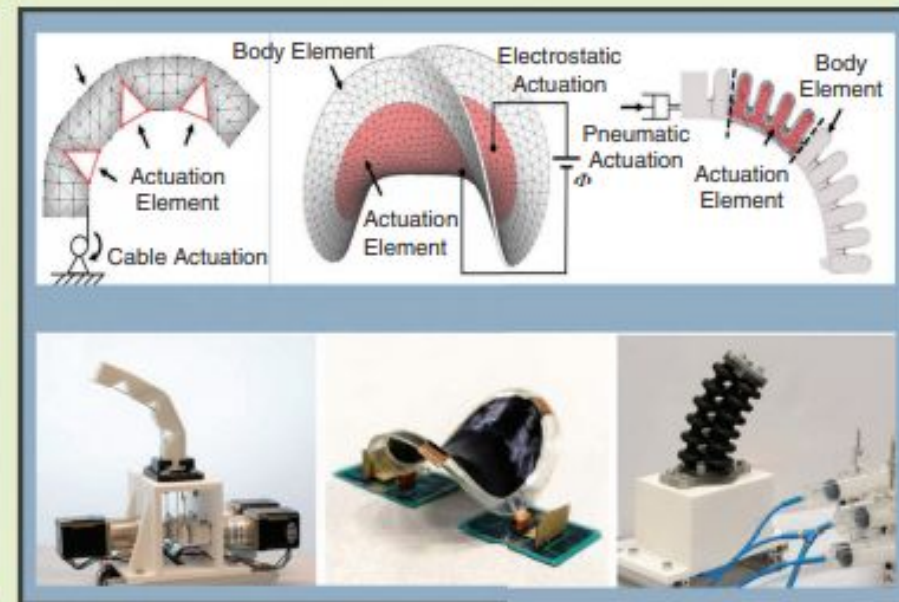 Body Element
Actuation
Element
Cable Actuation
Electrostatic
Actuation
Actuation
Element
Φ
Pneumatic
Actuation
Body
Element
Actuation
Element